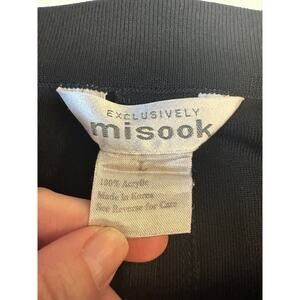 EXCLUSIVELY
misook
L
100% Acrylic
Made in Korea
See Reverse for Care